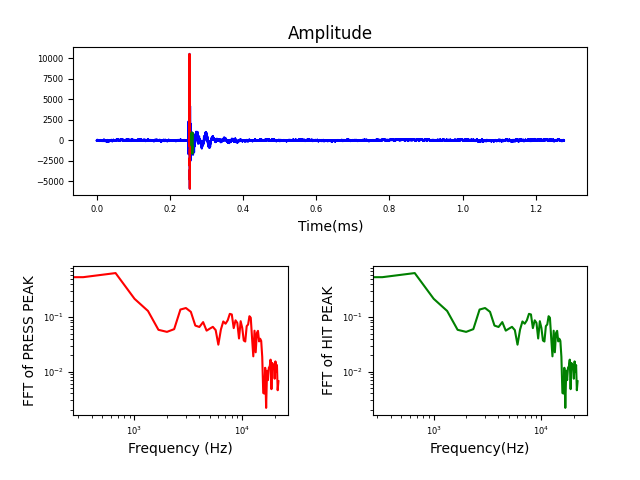 Amplitude
10000
7500
5000
2500
0
−2500
−5000
0.0 0.2 0.4 0.6 0.8 1.0 1.2
Time(ms)
FFT of PRESS PEAK
10⁻¹
10⁻²
10³ 10⁴
Frequency (Hz)
FFT of HIT PEAK
10⁻¹
10⁻²
10³ 10⁴
Frequency(Hz)